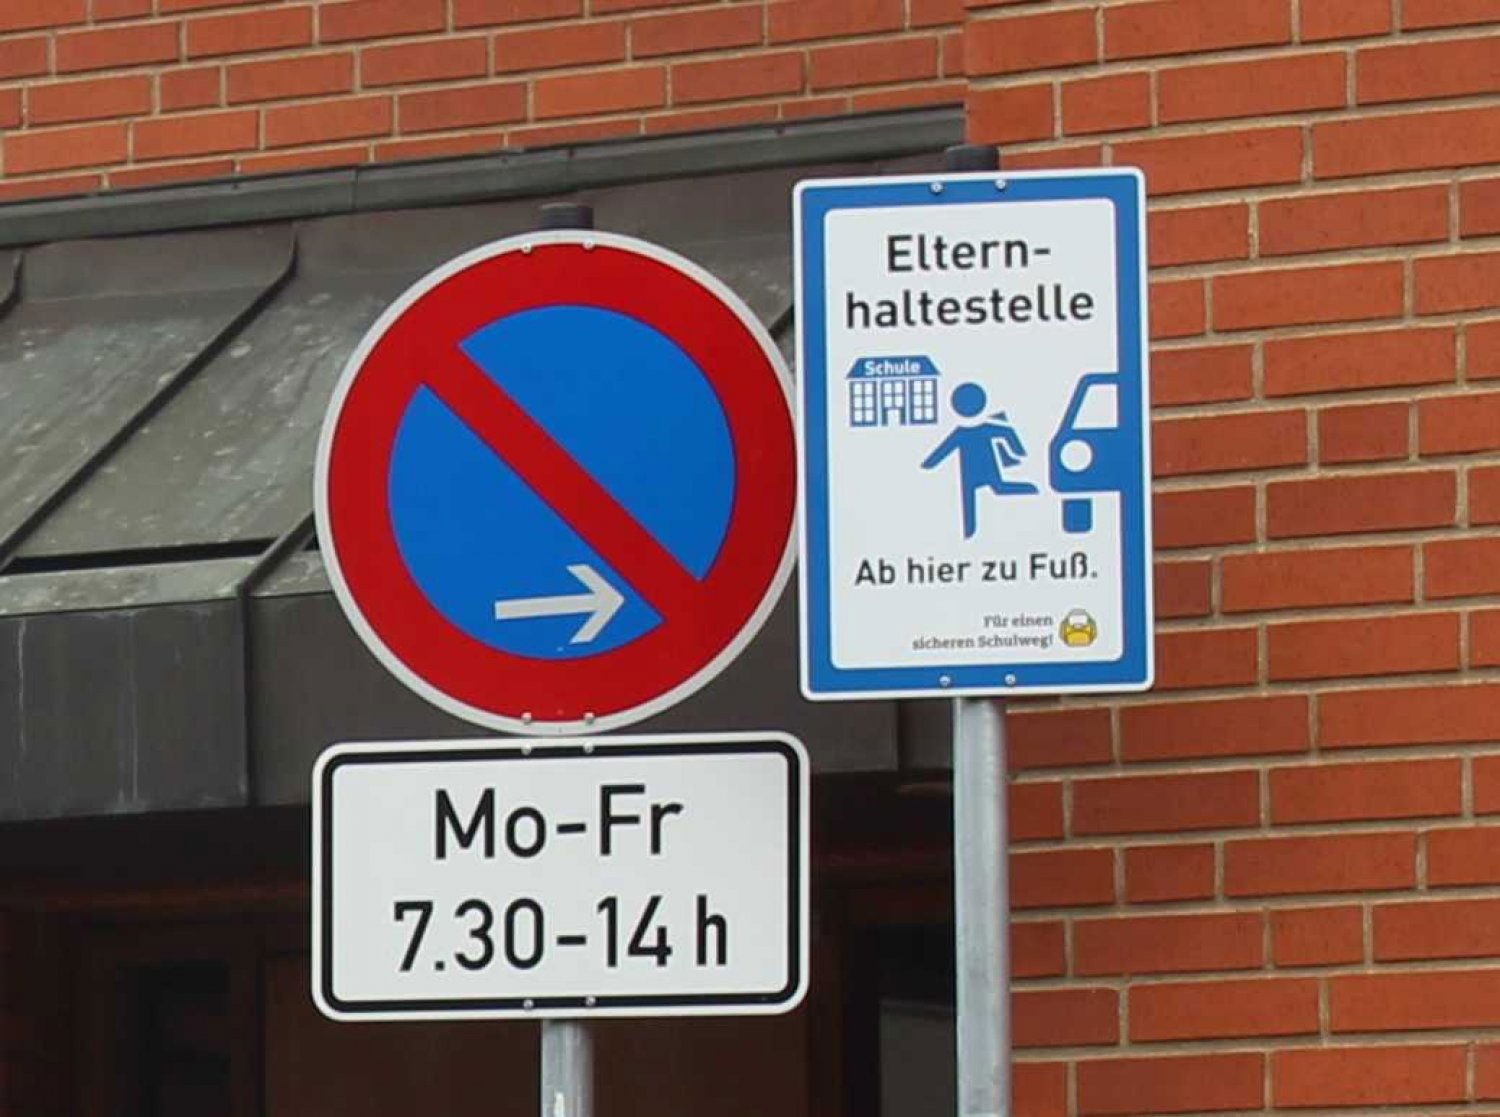 Mo-Fr
7.30-14 h
Eltern-
haltestelle
Schule
Ab hier zu Fuß.
Für einen
sicheren Schulweg!